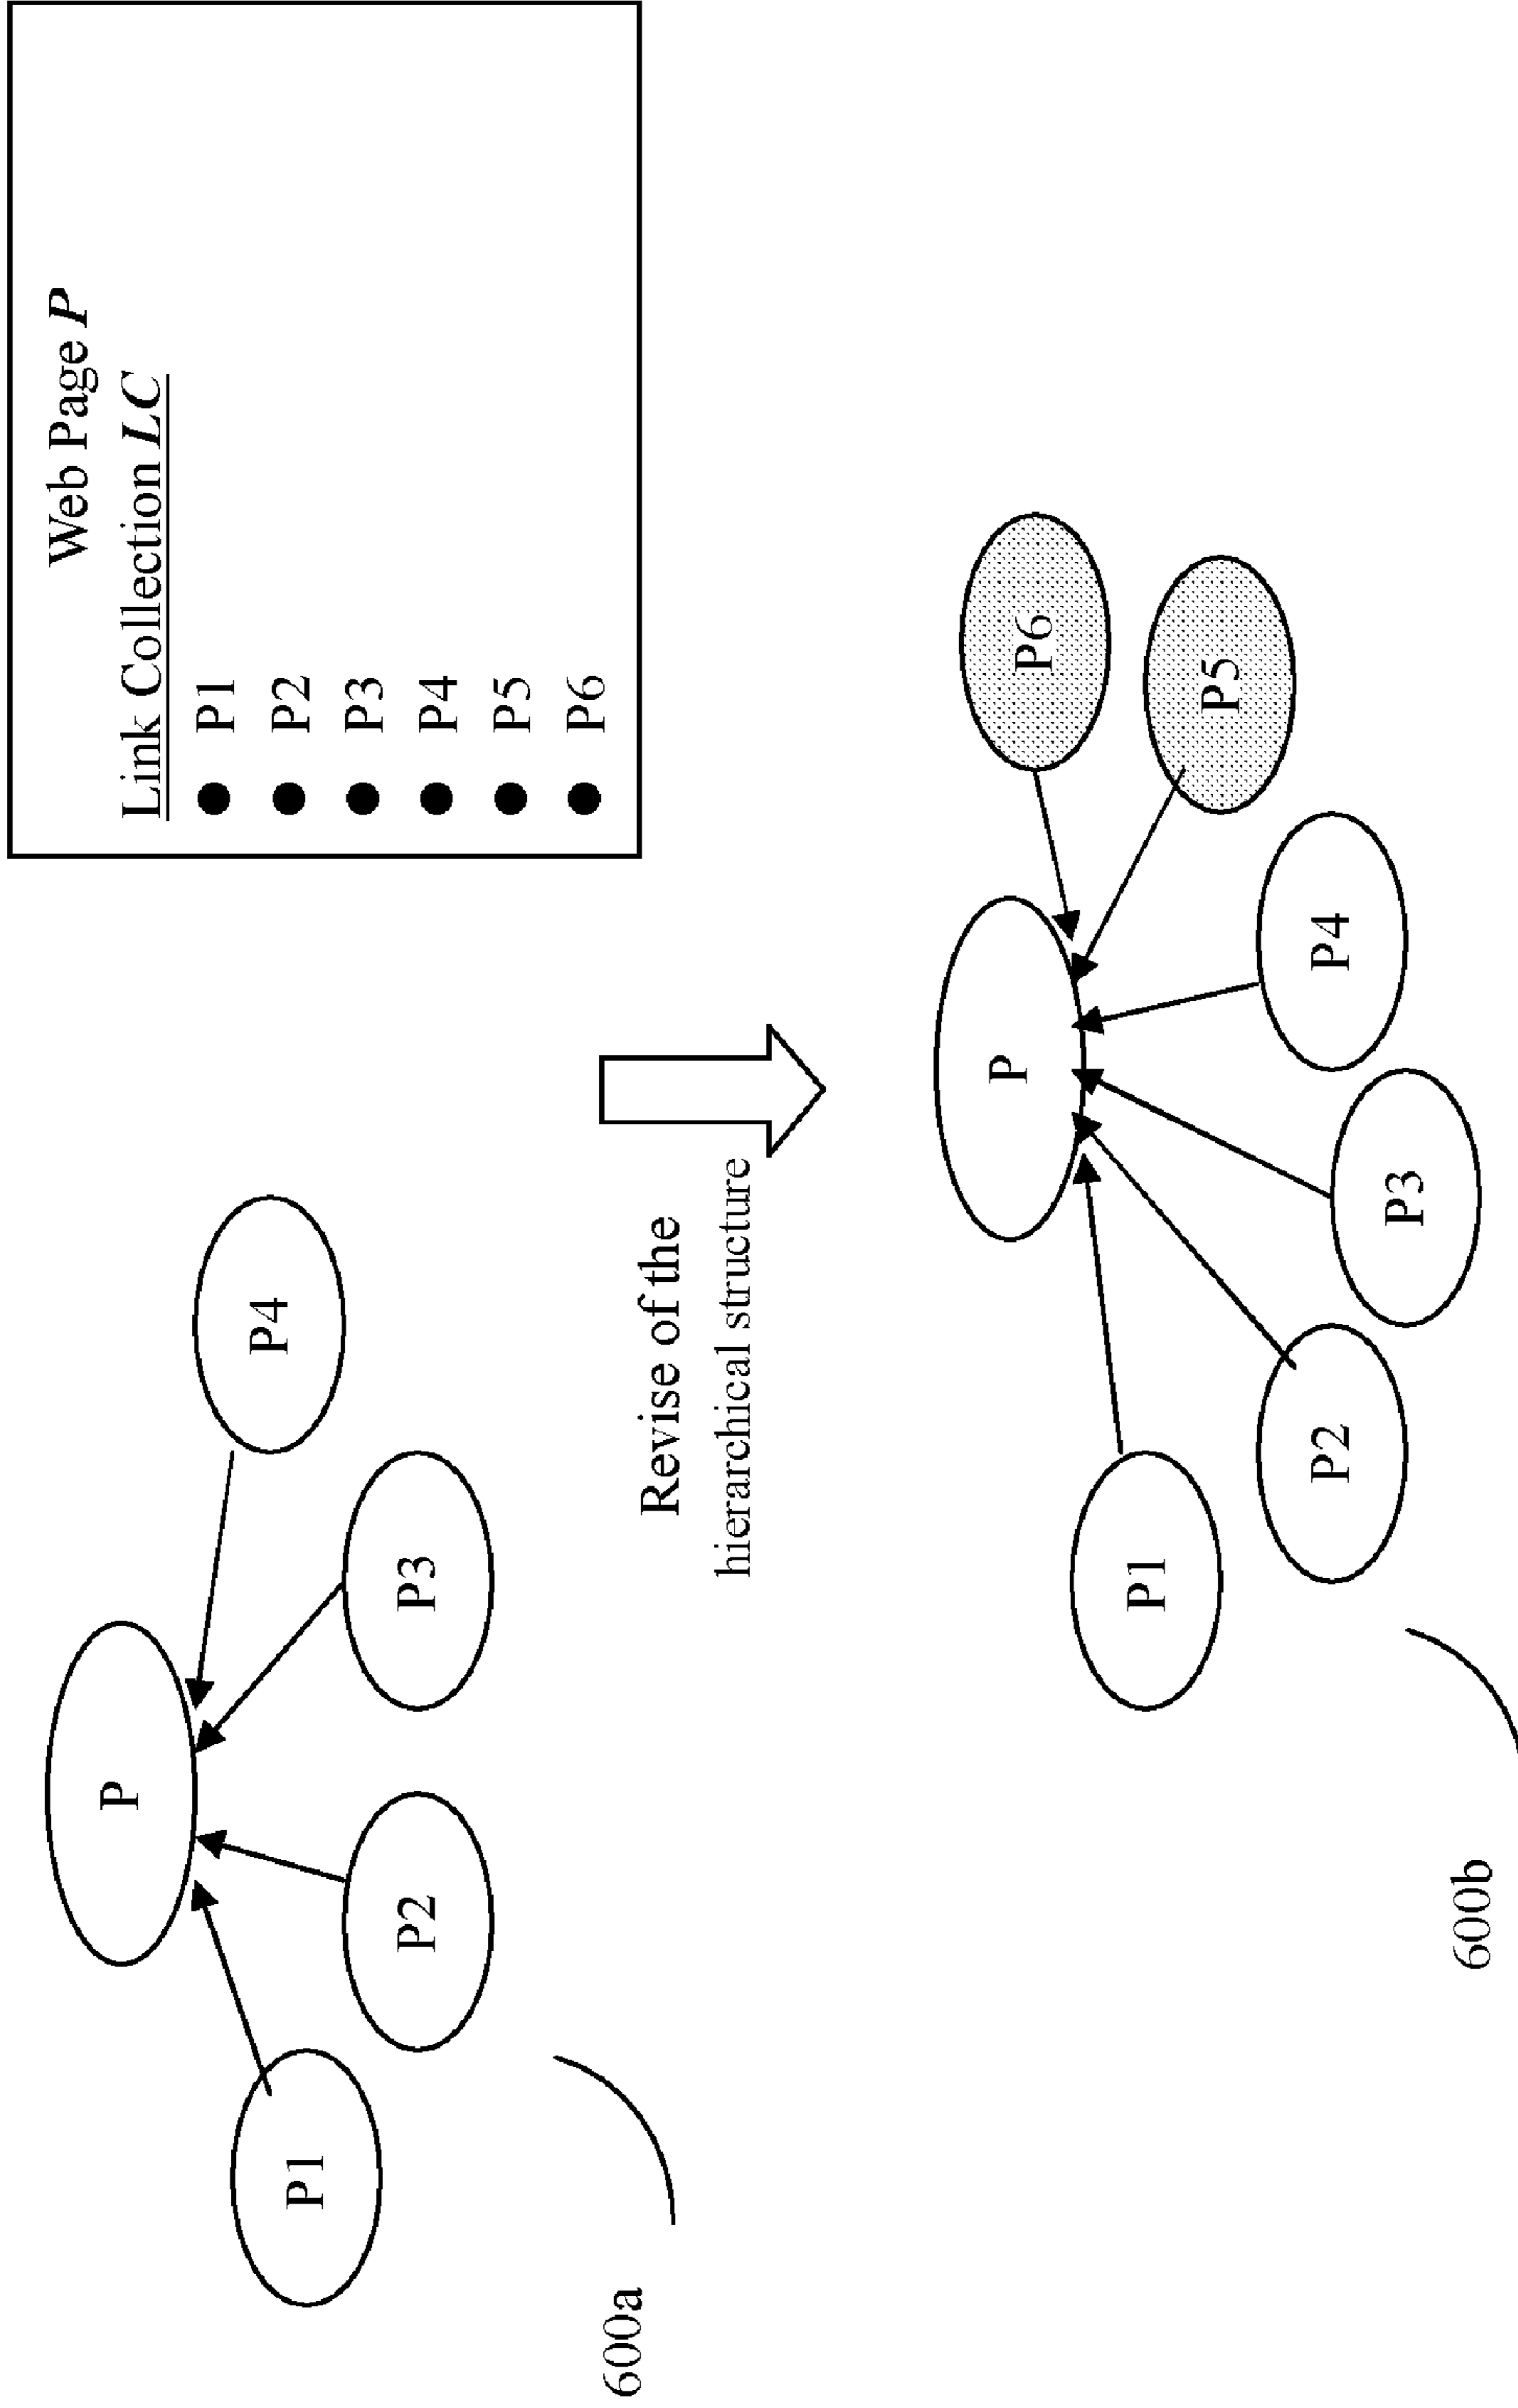 Web Page P
Link Collection LC
● P1
● P2
● P3
● P4
● P5
● P6
P
P1
P2
P3
P4
600a
Revise of the
hierarchical structure
P
P1
P2
P3
P4
P5
P6
600b